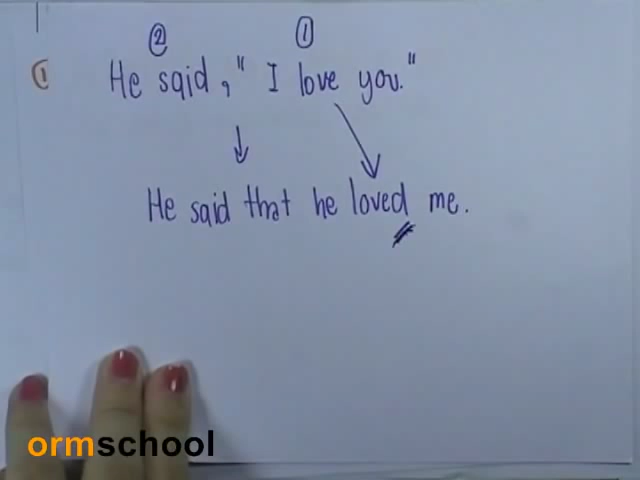 ② ①
① He said, " I love you."
He said that he loved me.
ormschool